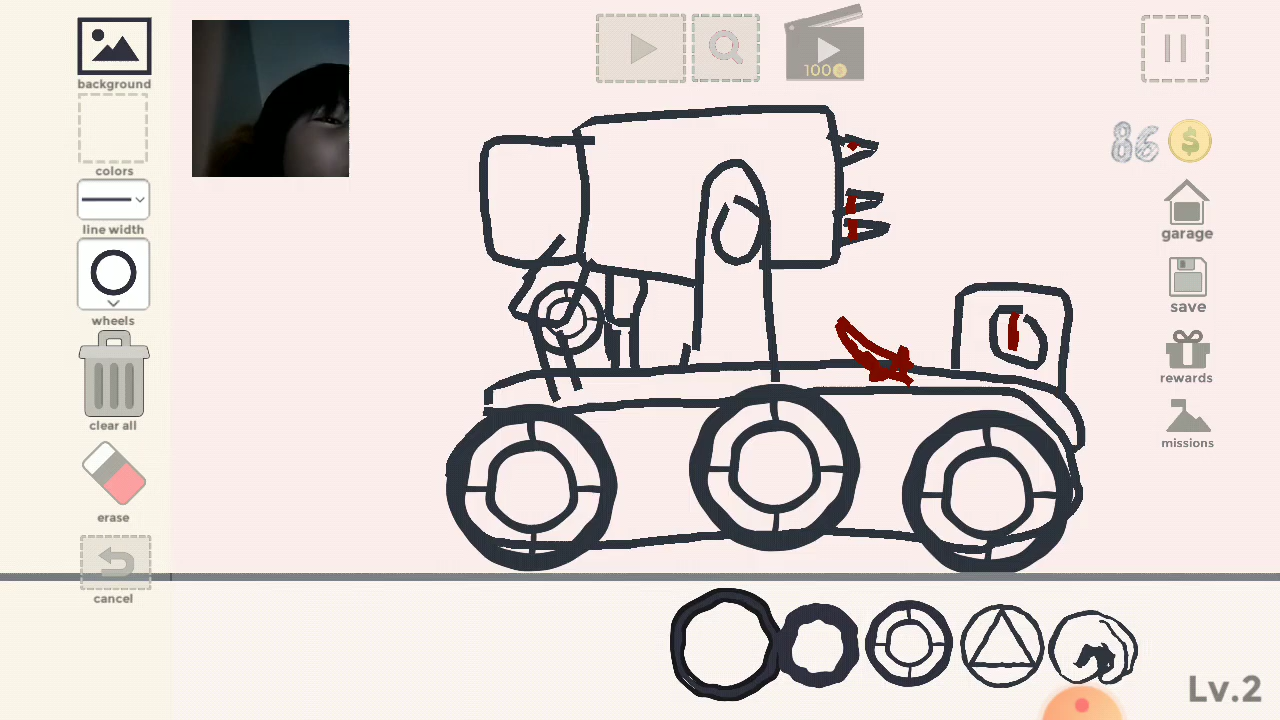 background
colors
line width
wheels
clear all
erase
cancel
100
86
garage
save
rewards
missions
Lv.2